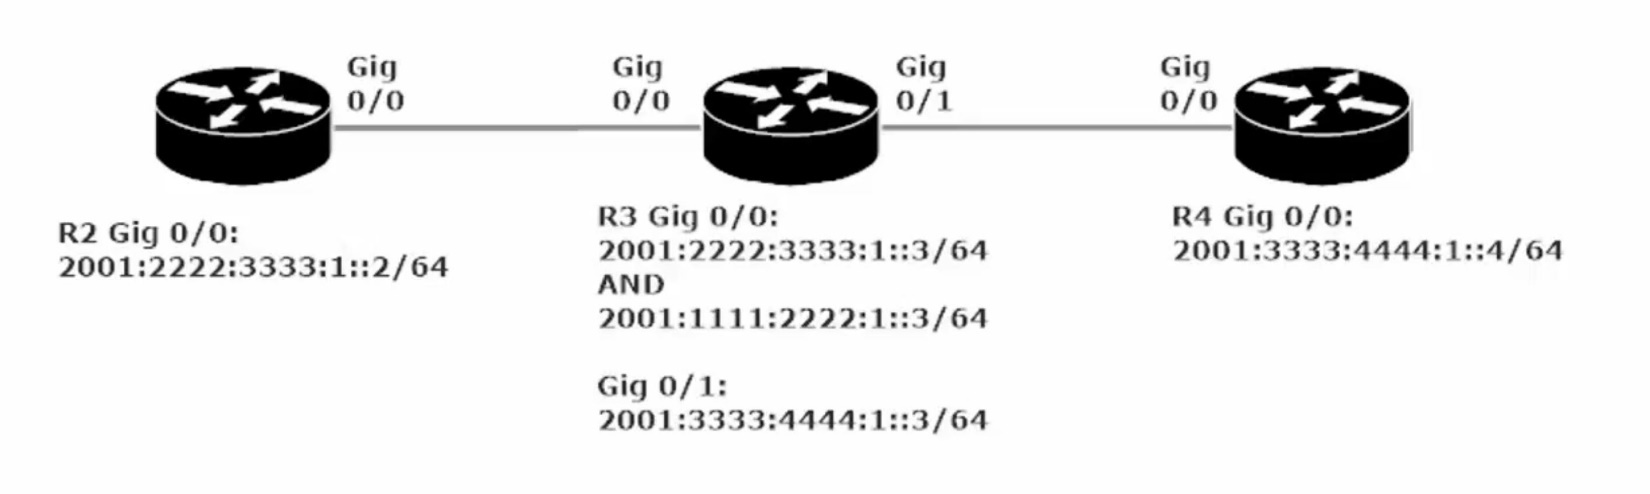 Gig
0/0
Gig
0/0
Gig
0/1
Gig
0/0
R2 Gig 0/0:
2001:2222:3333:1::2/64
R3 Gig 0/0:
2001:2222:3333:1::3/64
AND
2001:1111:2222:1::3/64
Gig 0/1:
2001:3333:4444:1::3/64
R4 Gig 0/0:
2001:3333:4444:1::4/64